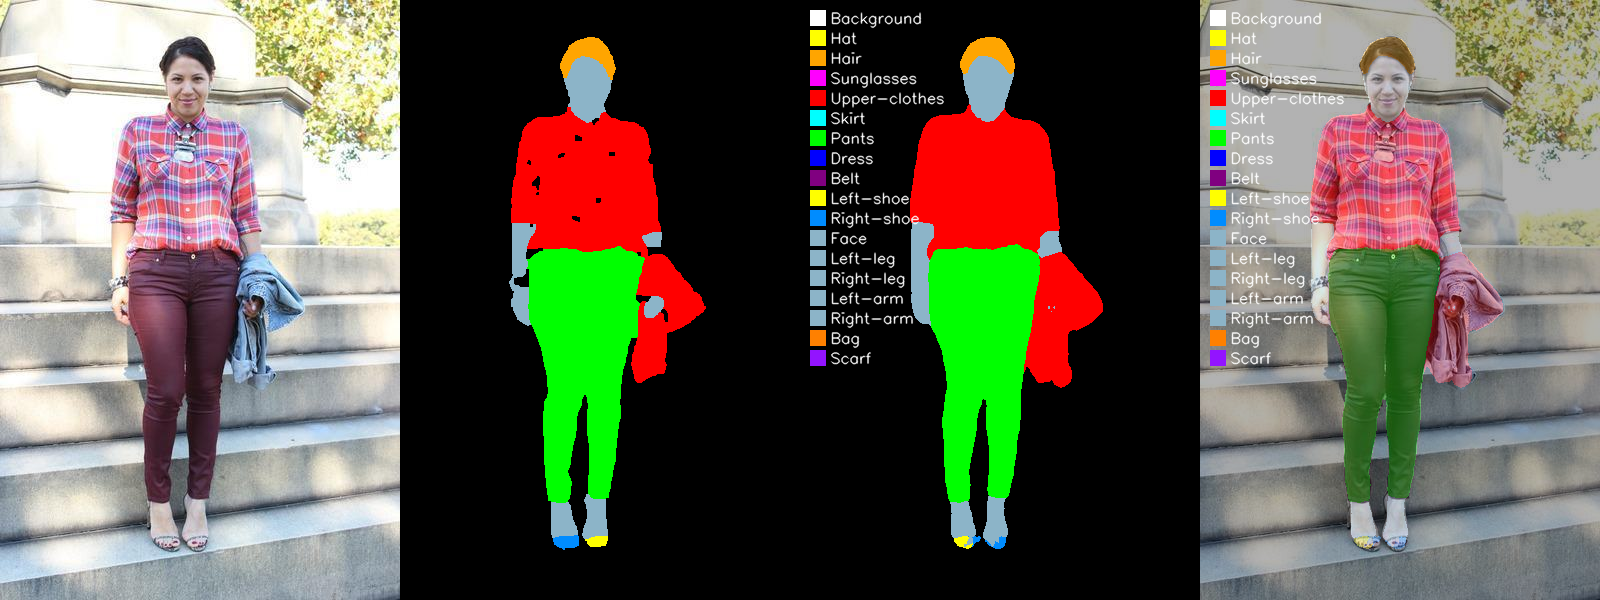 Background
Hat
Hair
Sunglasses
Upper-clothes
Skirt
Pants
Dress
Belt
Left-shoe
Right-shoe
Face
Left-leg
Right-leg
Left-arm
Right-arm
Bag
Scarf
Background
Hat
Hair
Sunglasses
Upper-clothes
Skirt
Pants
Dress
Belt
Left-shoe
Right-shoe
Face
Left-leg
Right-leg
Left-arm
Right-arm
Bag
Scarf